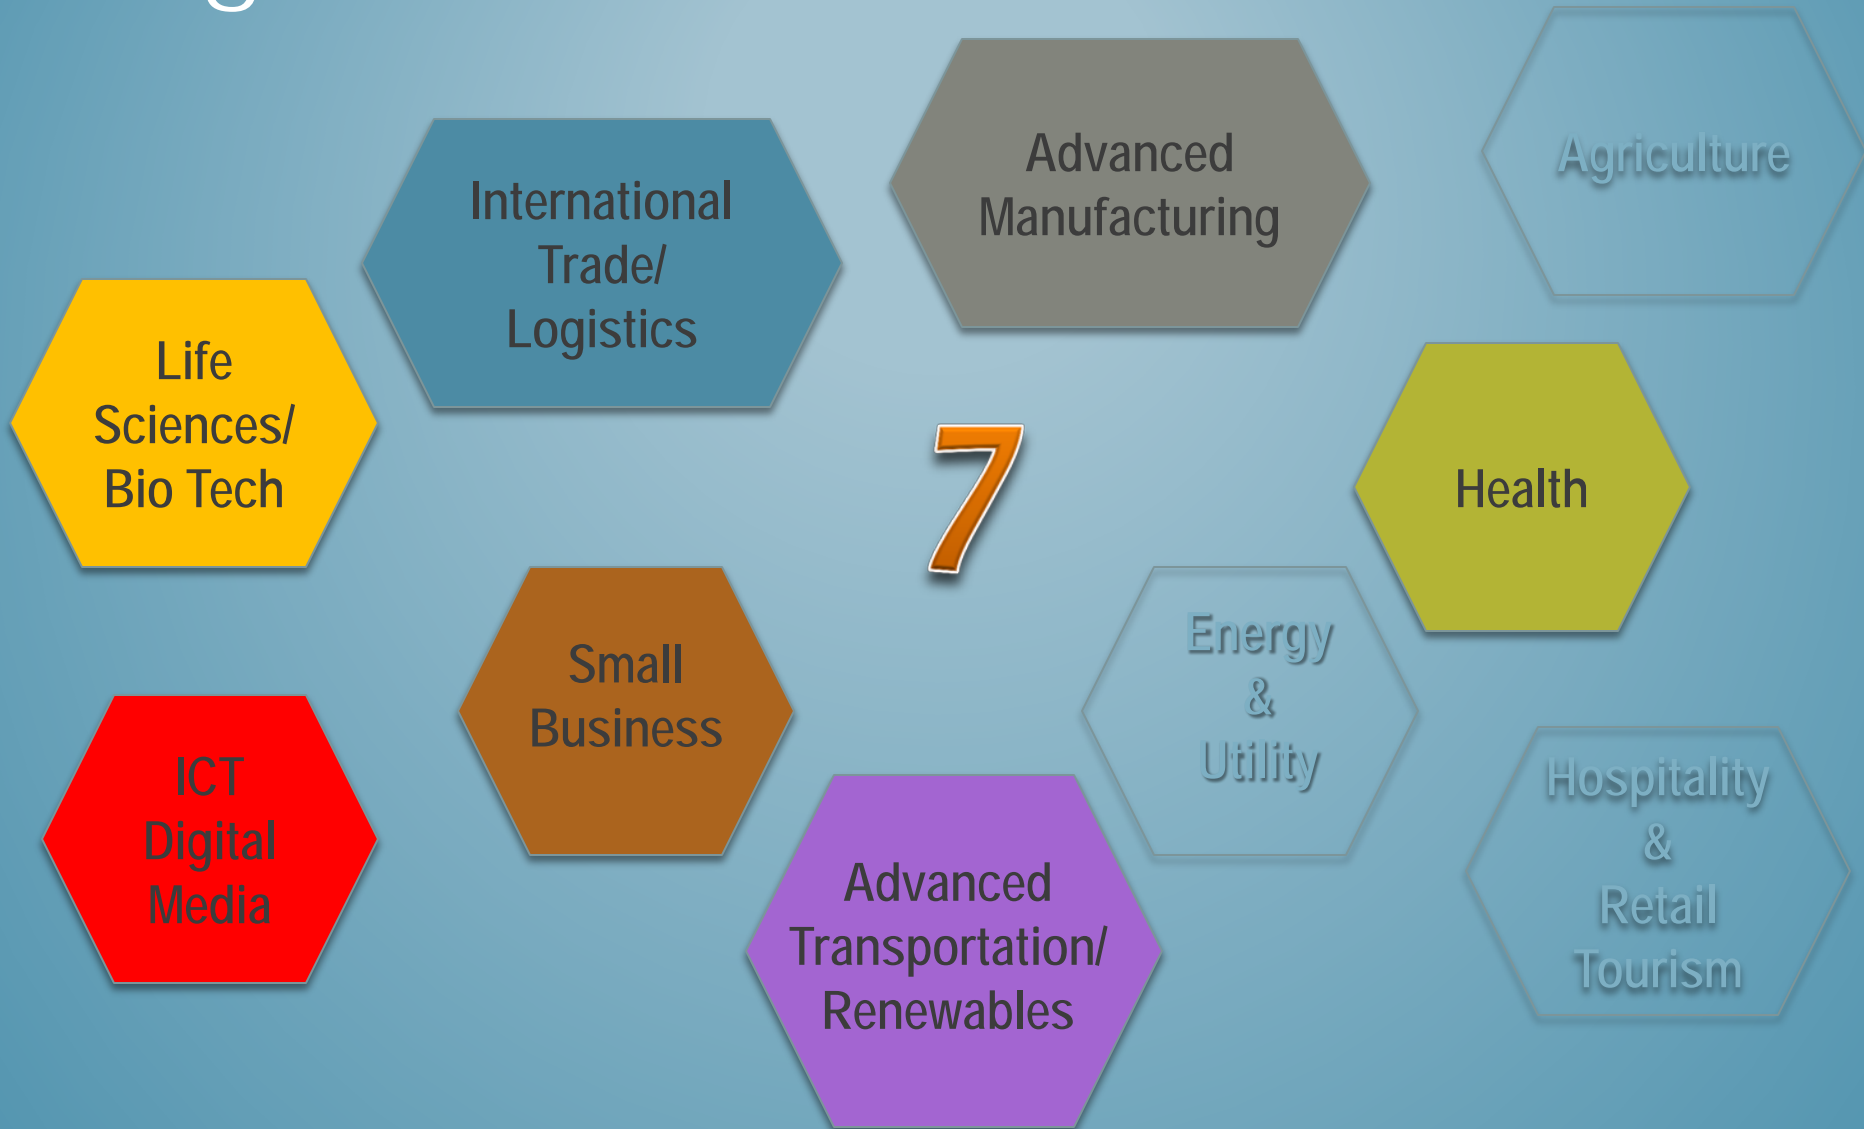 Advanced
Manufacturing
Agriculture
International
Trade/
Logistics
Life
Sciences/
Bio Tech
7
Health
Small
Business
Energy
&
Utility
ICT
Digital
Media
Advanced
Transportation/
Renewables
Hospitality
&
Retail
Tourism